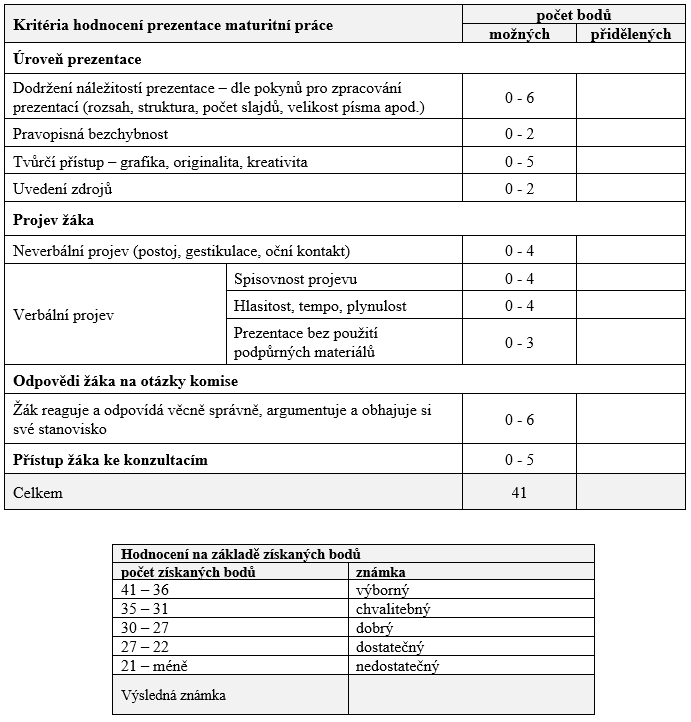 Kritéria hodnocení prezentace maturitní práce
počet bodů
možných přidělených
Úroveň prezentace
Dodržení náležitostí prezentace – dle pokynů pro zpracování
prezentací (rozsah, struktura, počet slajdů, velikost písma apod.)
0 - 6
Pravopisná bezchybnost 0 - 2
Tvůrčí přístup – grafika, originalita, kreativita 0 - 5
Uvedení zdrojů 0 - 2
Projev žáka
Neverbální projev (postoj, gestikulace, oční kontakt) 0 - 4
Verbální projev
Spisovnost projevu 0 - 4
Hlasitost, tempo, plynulost 0 - 4
Prezentace bez použití
podpůrných materiálů
0 - 3
Odpovědi žáka na otázky komise
Žák reaguje a odpovídá věcně správně, argumentuje a obhajuje si
své stanovisko
0 - 6
Přístup žáka ke konzultacím 0 - 5
Celkem 41
Hodnocení na základě získaných bodů
počet získaných bodů známka
41 – 36 výborný
35 – 31 chvalitebný
30 – 27 dobrý
27 – 22 dostatečný
21 – méně nedostatečný
Výsledná známka